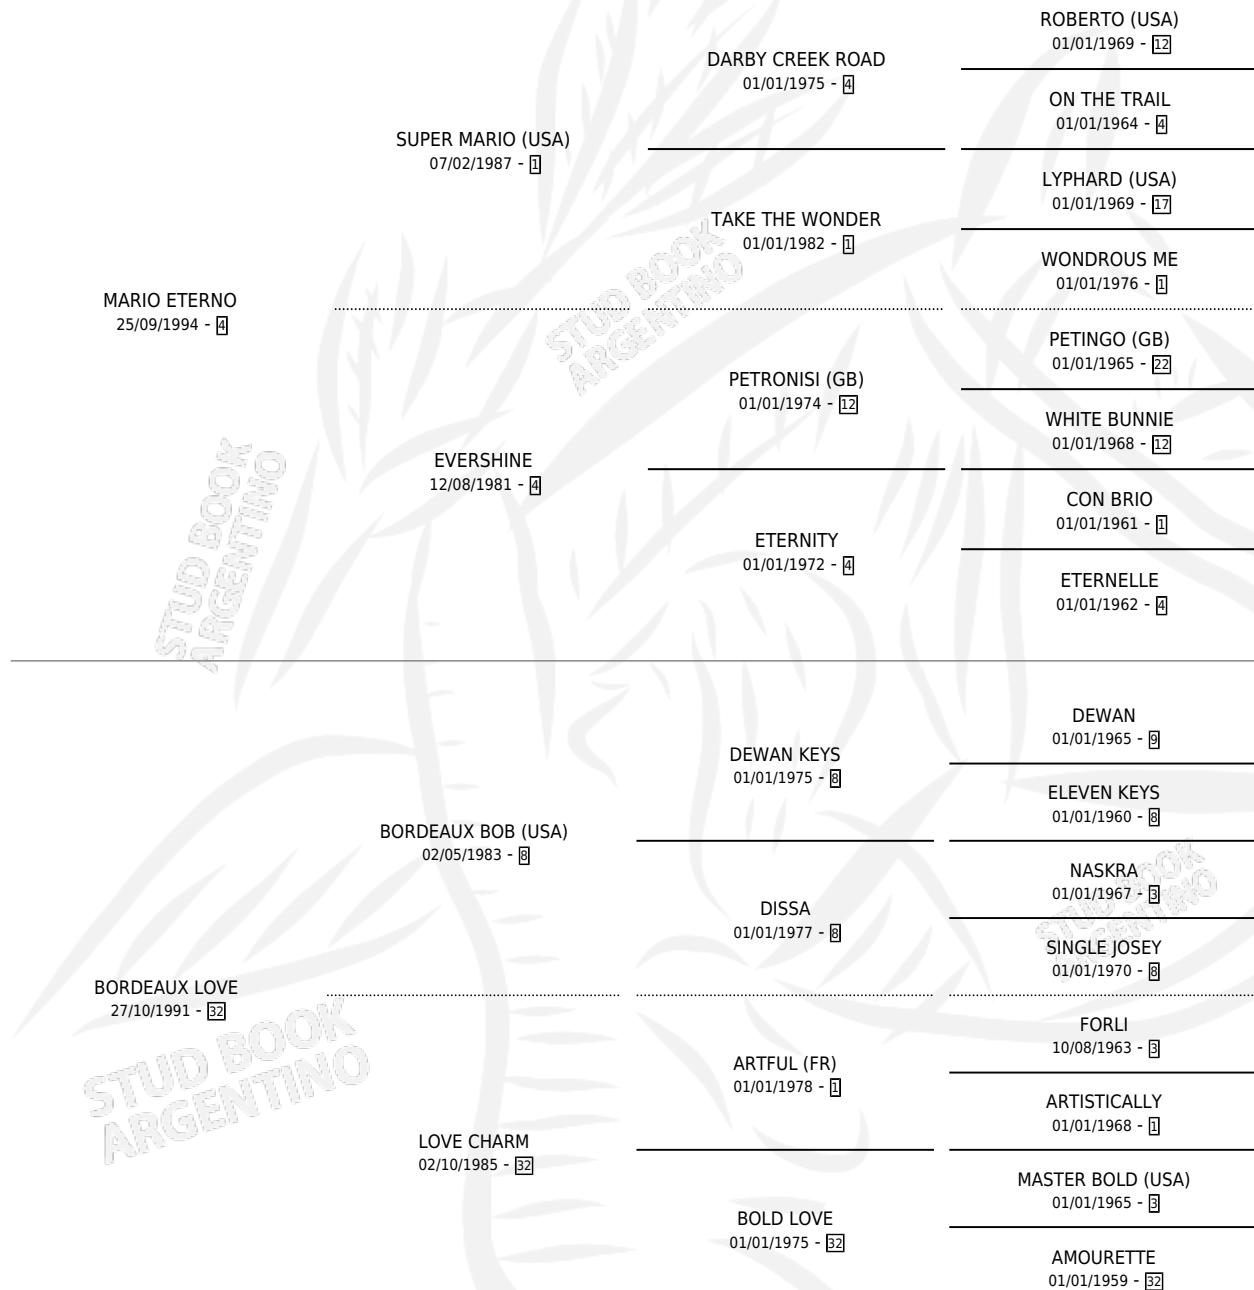 ROBERTO (USA)
01/01/1969 - 12
DARBY CREEK ROAD
01/01/1975 - 4
ON THE TRAIL
01/01/1964 - 4
SUPER MARIO (USA)
07/02/1987 - 1
LYPHARD (USA)
01/01/1969 - 17
TAKE THE WONDER
01/01/1982 - 1
WONDROUS ME
01/01/1976 - 1
MARIO ETERNO
25/09/1994 - 4
STUD BOOK
ARGENTINO
PETINGO (GB)
01/01/1965 - 22
PETRONISI (GB)
01/01/1974 - 12
WHITE BUNNIE
01/01/1968 - 12
EVERSHINE
12/08/1981 - 4
CON BRIO
01/01/1961 - 1
ETERNITY
01/01/1972 - 4
ETERNELLE
01/01/1962 - 4
STUD BOOK
ARGENTINO
DEWAN
01/01/1965 - 9
DEWAN KEYS
01/01/1975 - 8
ELEVEN KEYS
01/01/1960 - 8
BORDEAUX BOB (USA)
02/05/1983 - 8
NASKRA
01/01/1967 - 3
DISSA
01/01/1977 - 8
SINGLE JOSEY
01/01/1970 - 8
STUD BOOK
ARGENTINO
BORDEAUX LOVE
27/10/1991 - 32
FORLI
10/08/1963 - 3
ARTFUL (FR)
01/01/1978 - 1
ARTISTICALLY
01/01/1968 - 1
STUD BOOK
ARGENTINO
LOVE CHARM
02/10/1985 - 32
MASTER BOLD (USA)
01/01/1965 - 3
BOLD LOVE
01/01/1975 - 32
AMOURETTE
01/01/1959 - 32